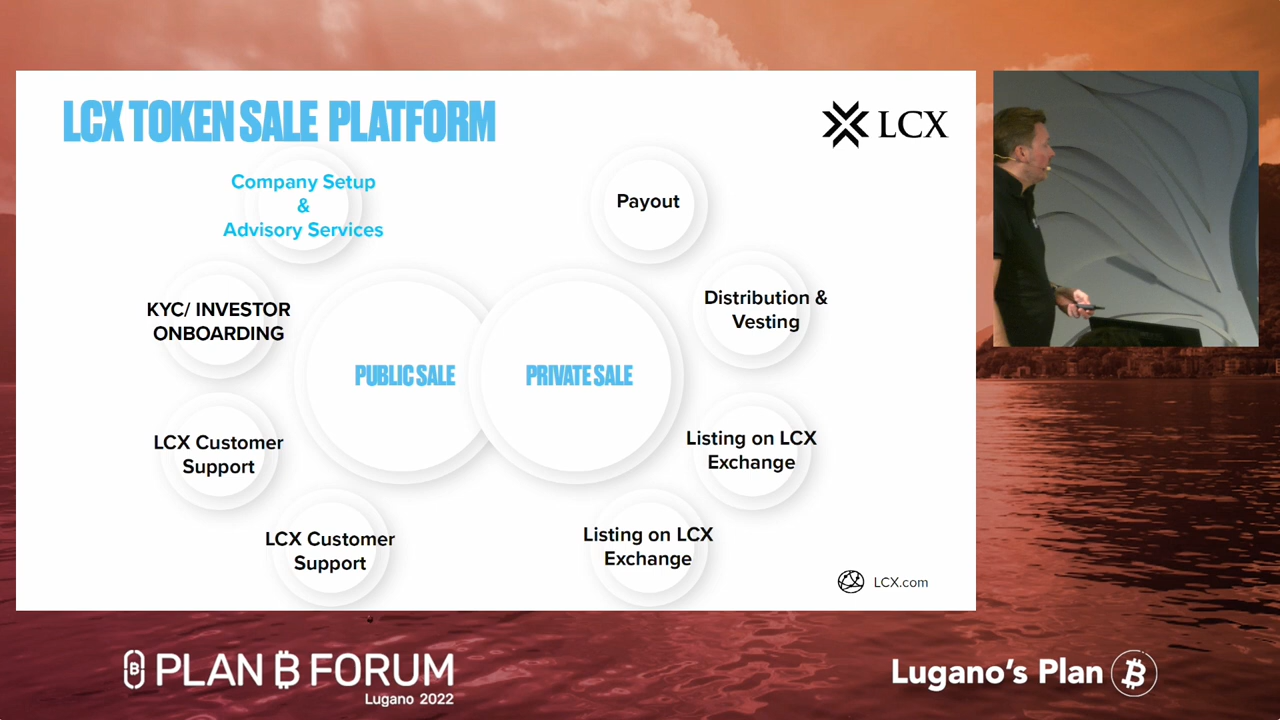 LCX TOKEN SALE PLATFORM
LCX
Company Setup
&
Advisory Services
Payout
KYC/ INVESTOR
ONBOARDING
Distribution &
Vesting
PUBLIC SALE
PRIVATE SALE
LCX Customer
Support
Listing on LCX
Exchange
LCX Customer
Support
Listing on LCX
Exchange
LCX.com
PLAN B FORUM
Lugano 2022
Lugano's Plan B